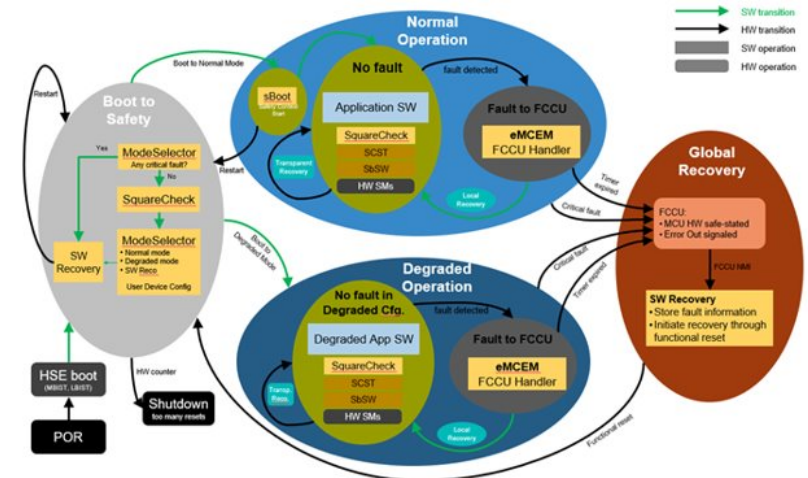 SW transition
HW transition
SW operation
HW operation
Normal
Operation
Boot to Normal Mode
Restart
Boot to
Safety
ModeSelector
Any critical fault?
Yes
No
SquareCheck
ModeSelector
• Normal mode
• Degraded mode
• SW Reco
User Device Config
SW
Recovery
sBoot
Start
Restart
No fault
Application SW
SquareCheck
SCST
SbSW
HW SMs
Transparent
Recovery
fault detected
Fault to FCCU
eMCEM
FCCU Handler
Local
Recovery
Timer
expired
Critical fault
Global
Recovery
FCCU:
• MCU HW safe-stated
• Error Out signaled
FCCU NMI
SW Recovery
• Store fault information
• Initiate recovery through
functional reset
Boot to
Degraded Mode
Degraded
Operation
No fault in
Degraded Cfg.
Degraded App SW
SquareCheck
SCST
SbSW
HW SMs
Transp.
Reco.
fault detected
Fault to FCCU
eMCEM
FCCU Handler
Local
Recovery
Critical fault
Timer expired
Functional reset
HSE boot
(MBIST, LBIST)
POR
HW counter
Shutdown
too many resets